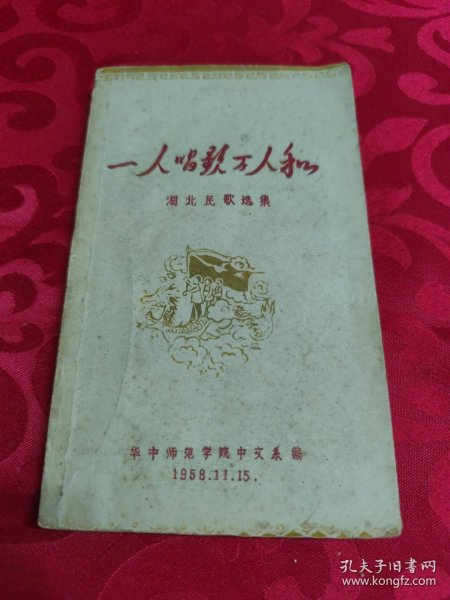 一人唱歌万人和
湖北民歌选集
华中师范学院中文系编
1958.11.15.
孔夫子旧书网
www.kongfz.com